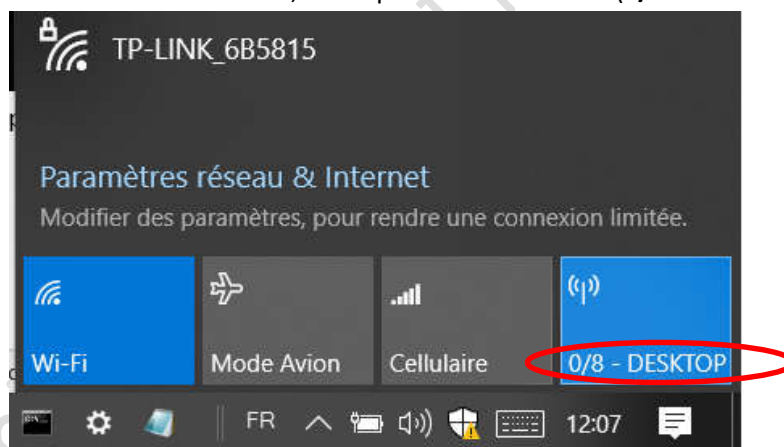 TP-LINK_6B5815
Paramètres réseau & Internet
Modifier des paramètres, pour rendre une connexion limitée.
Wi-Fi
Mode Avion
Cellulaire
0/8 - DESKTOP
FR
12:07